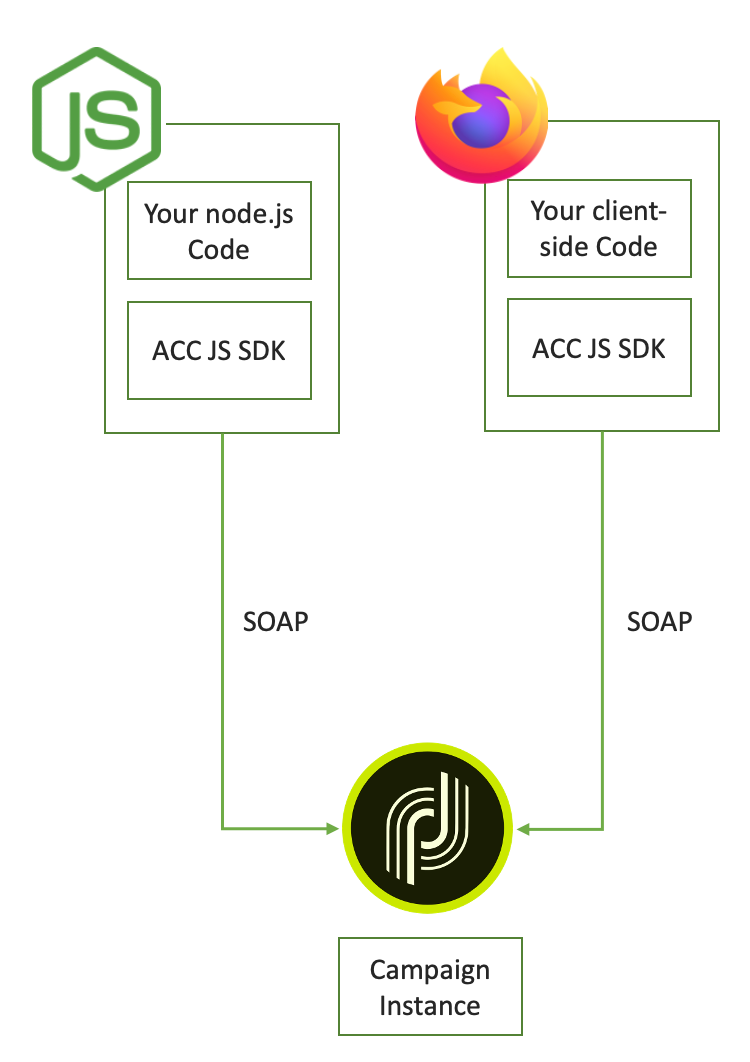 JS
Your node.js
Code
ACC JS SDK
Your client-
side Code
ACC JS SDK
SOAP
SOAP
Campaign
Instance